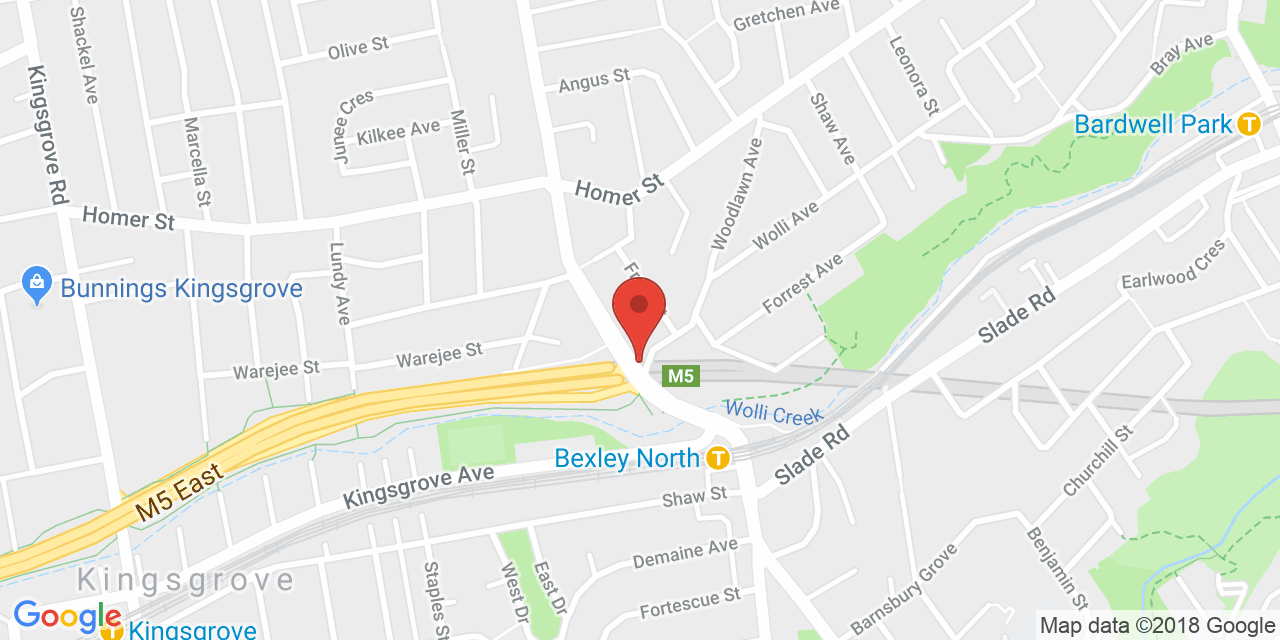 Gretchen Ave
Shackel Ave
Olive St
Leonora St
Bray Ave
Angus St
Kingsgrove Rd
Junee Cres
Kilkee Ave
Miller St
Shaw Ave
Marcella St
Bardwell Park
T
Homer St
Homer St
Woodlawn Ave
Wolli Ave
Lundy Ave
Forrest Ave
Earlwood Cres
Bunnings Kingsgrove
Slade Rd
Warejee St
Warejee St
M5
Wolli Creek
Bexley North
T
Slade Rd
Churchill St
M5 East
Kingsgrove Ave
Shaw St
Demaine Ave
Kingsgrove
Staples St
West Dr
East Dr
Fortescue St
Barnsbury Grove
Benjamin St
Google
T
Kingsgrove
Map data ©2018 Google